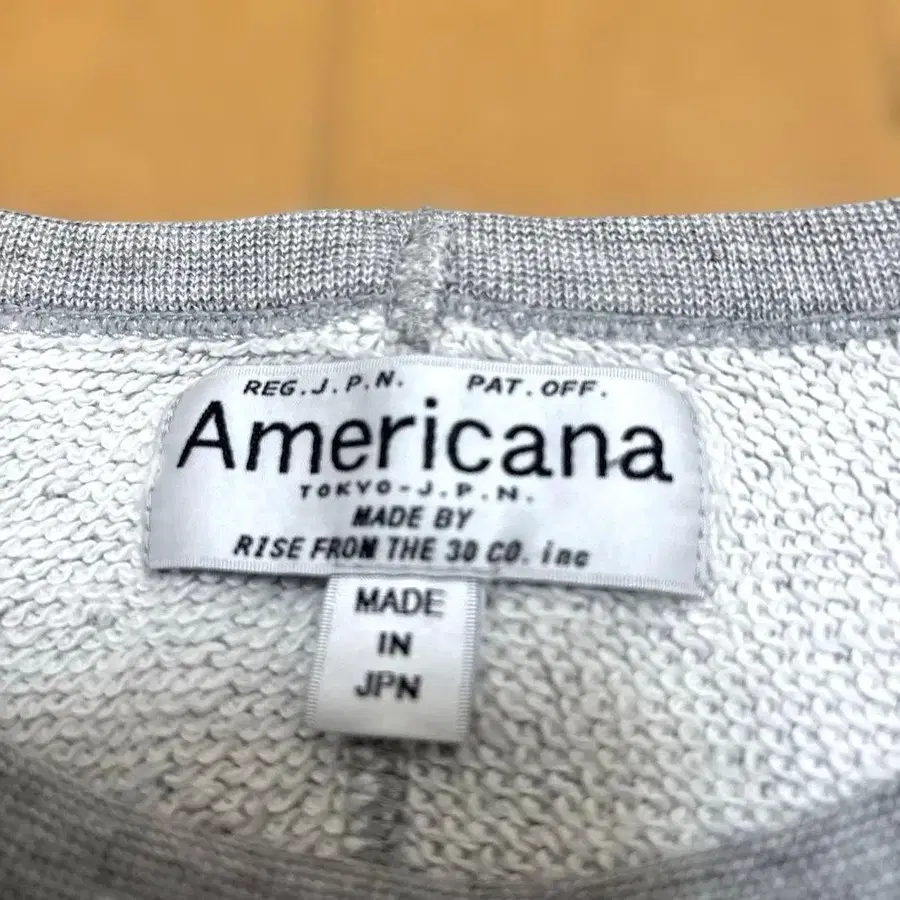 REG.J.P.N. PAT.OFF.
Americana
TOKYO-J.P.N.
MADE BY
RISE FROM THE 30 CO. inc
MADE
IN
JPN